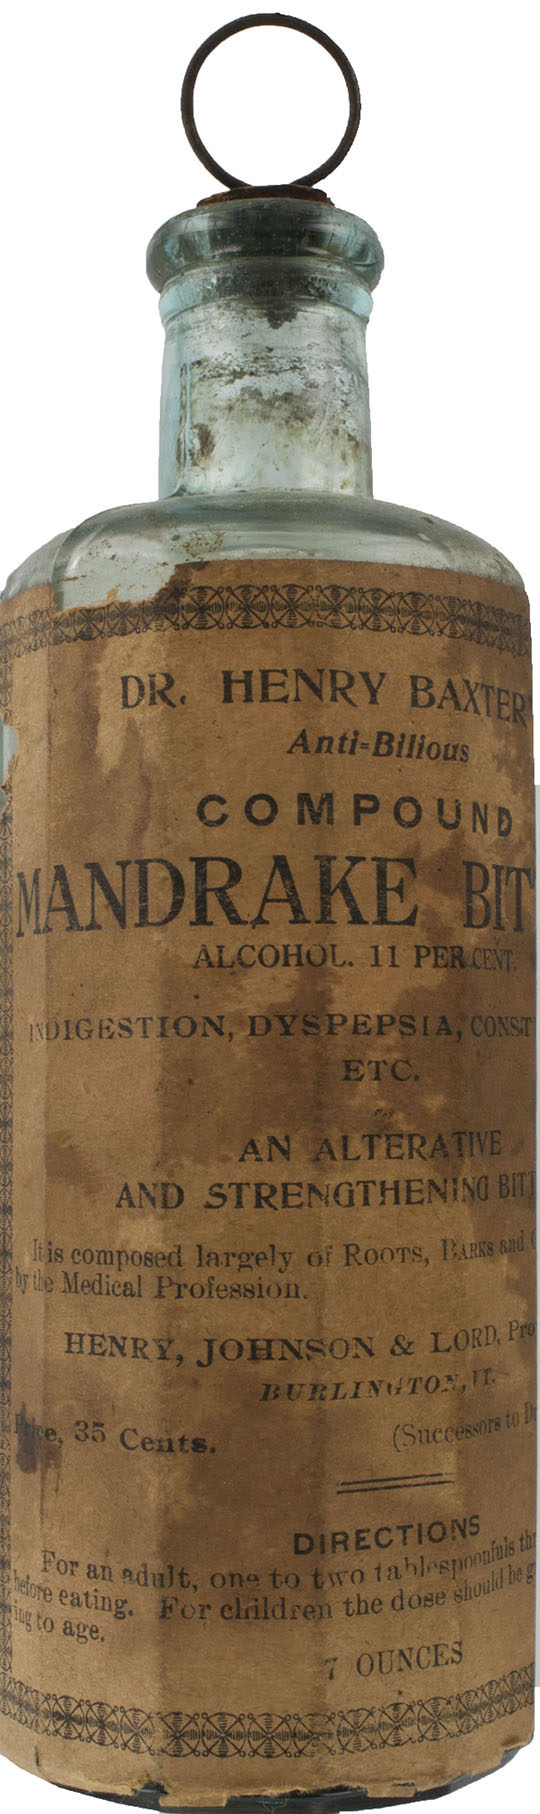 DR. HENRY BAXTER'
Anti-Bilious
COMPOUND
MANDRAKE BIT
ALCOHOL. 11 PER CENT.
INDIGESTION, DYSPEPSIA, CONST
ETC.
AN ALTERATIVE
AND STRENGTHENING BIT
It is composed largely of Roots, Barks and
by the Medical Profession.
HENRY, JOHNSON & LORD, Pro
BURLINGTON, VT.
Price, 35 Cents.
(Successors to Dr
DIRECTIONS
For an adult, one to two tablespoonfuls thr
before eating. For children the dose should be g
ing to age.
7 OUNCES